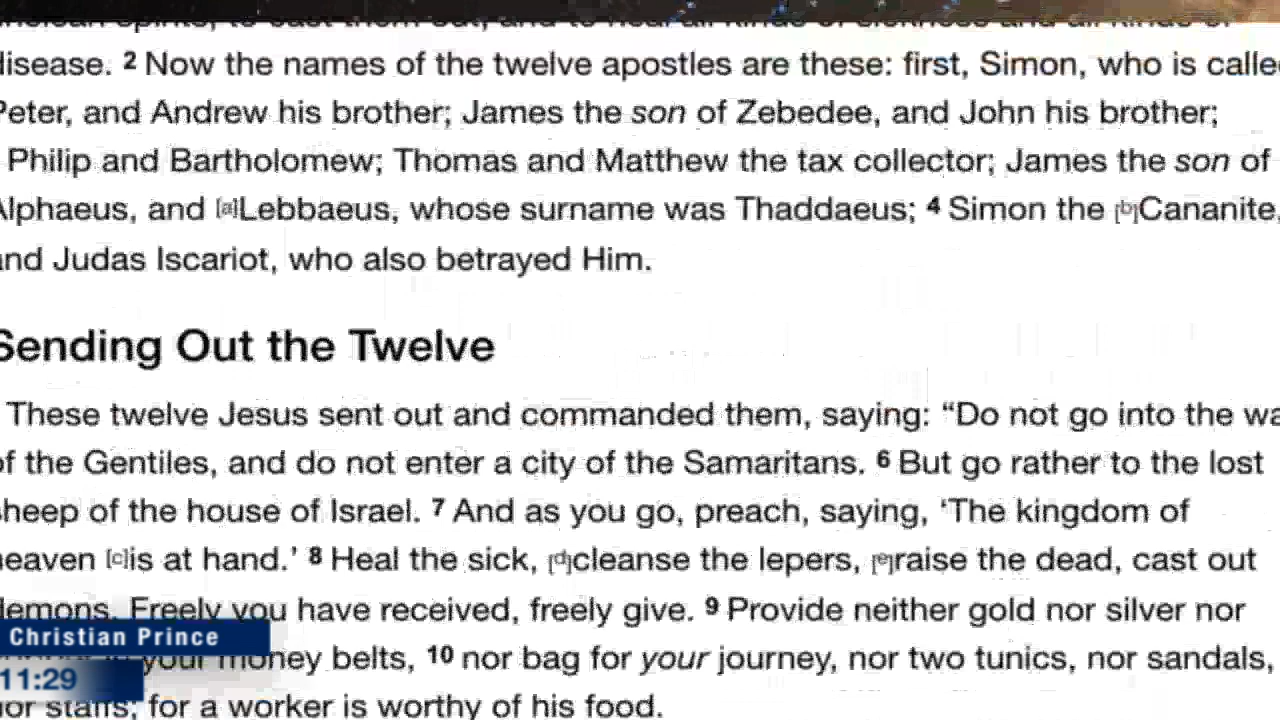 disease. 2 Now the names of the twelve apostles are these: first, Simon, who is calle
Peter, and Andrew his brother; James the son of Zebedee, and John his brother;
Philip and Bartholomew; Thomas and Matthew the tax collector; James the son of
Alphaeus, and [a]Lebbaeus, whose surname was Thaddaeus; 4 Simon the [b]Cananite,
and Judas Iscariot, who also betrayed Him.
Sending Out the Twelve
These twelve Jesus sent out and commanded them, saying: “Do not go into the wa
of the Gentiles, and do not enter a city of the Samaritans. 6 But go rather to the lost
sheep of the house of Israel. 7 And as you go, preach, saying, ‘The kingdom of
heaven [c]is at hand.’ 8 Heal the sick, [d]cleanse the lepers, [e]raise the dead, cast out
demons. Freely you have received, freely give. 9 Provide neither gold nor silver nor
Christian Prince
your money belts, 10 nor bag for your journey, nor two tunics, nor sandals,
11:29
nor staffs; for a worker is worthy of his food.